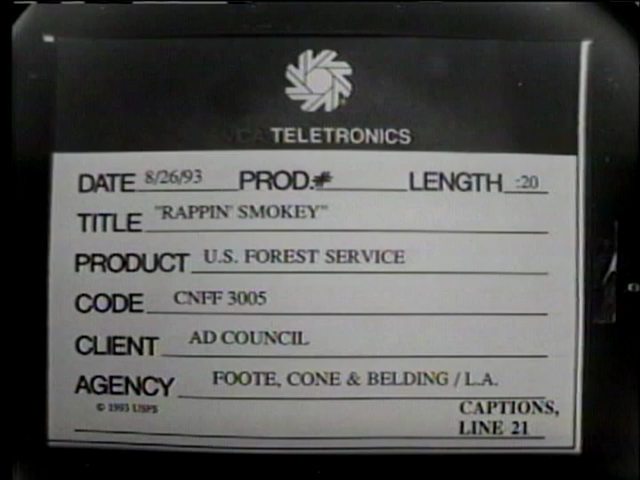 VCA TELETRONICS
DATE 8/26/93 PROD.# LENGTH :20
TITLE "RAPPIN' SMOKEY"
PRODUCT U.S. FOREST SERVICE
CODE CNFF 3005
CLIENT AD COUNCIL
AGENCY FOOTE, CONE & BELDING / L.A.
© 1993 USFS
CAPTIONS,
LINE 21